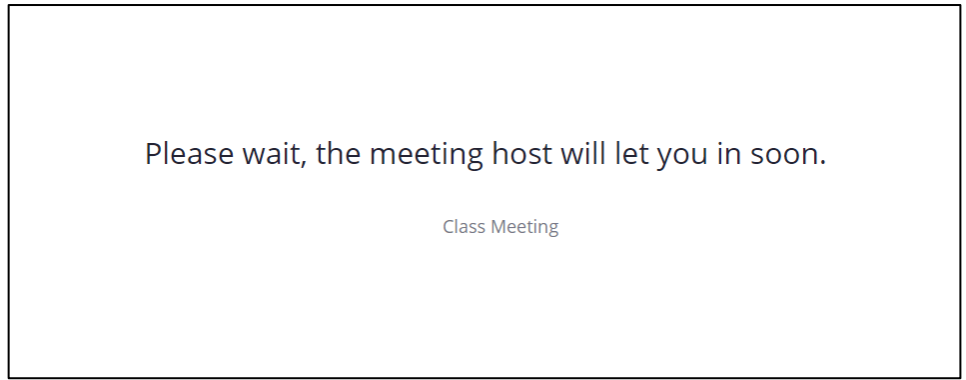 Please wait, the meeting host will let you in soon.
Class Meeting